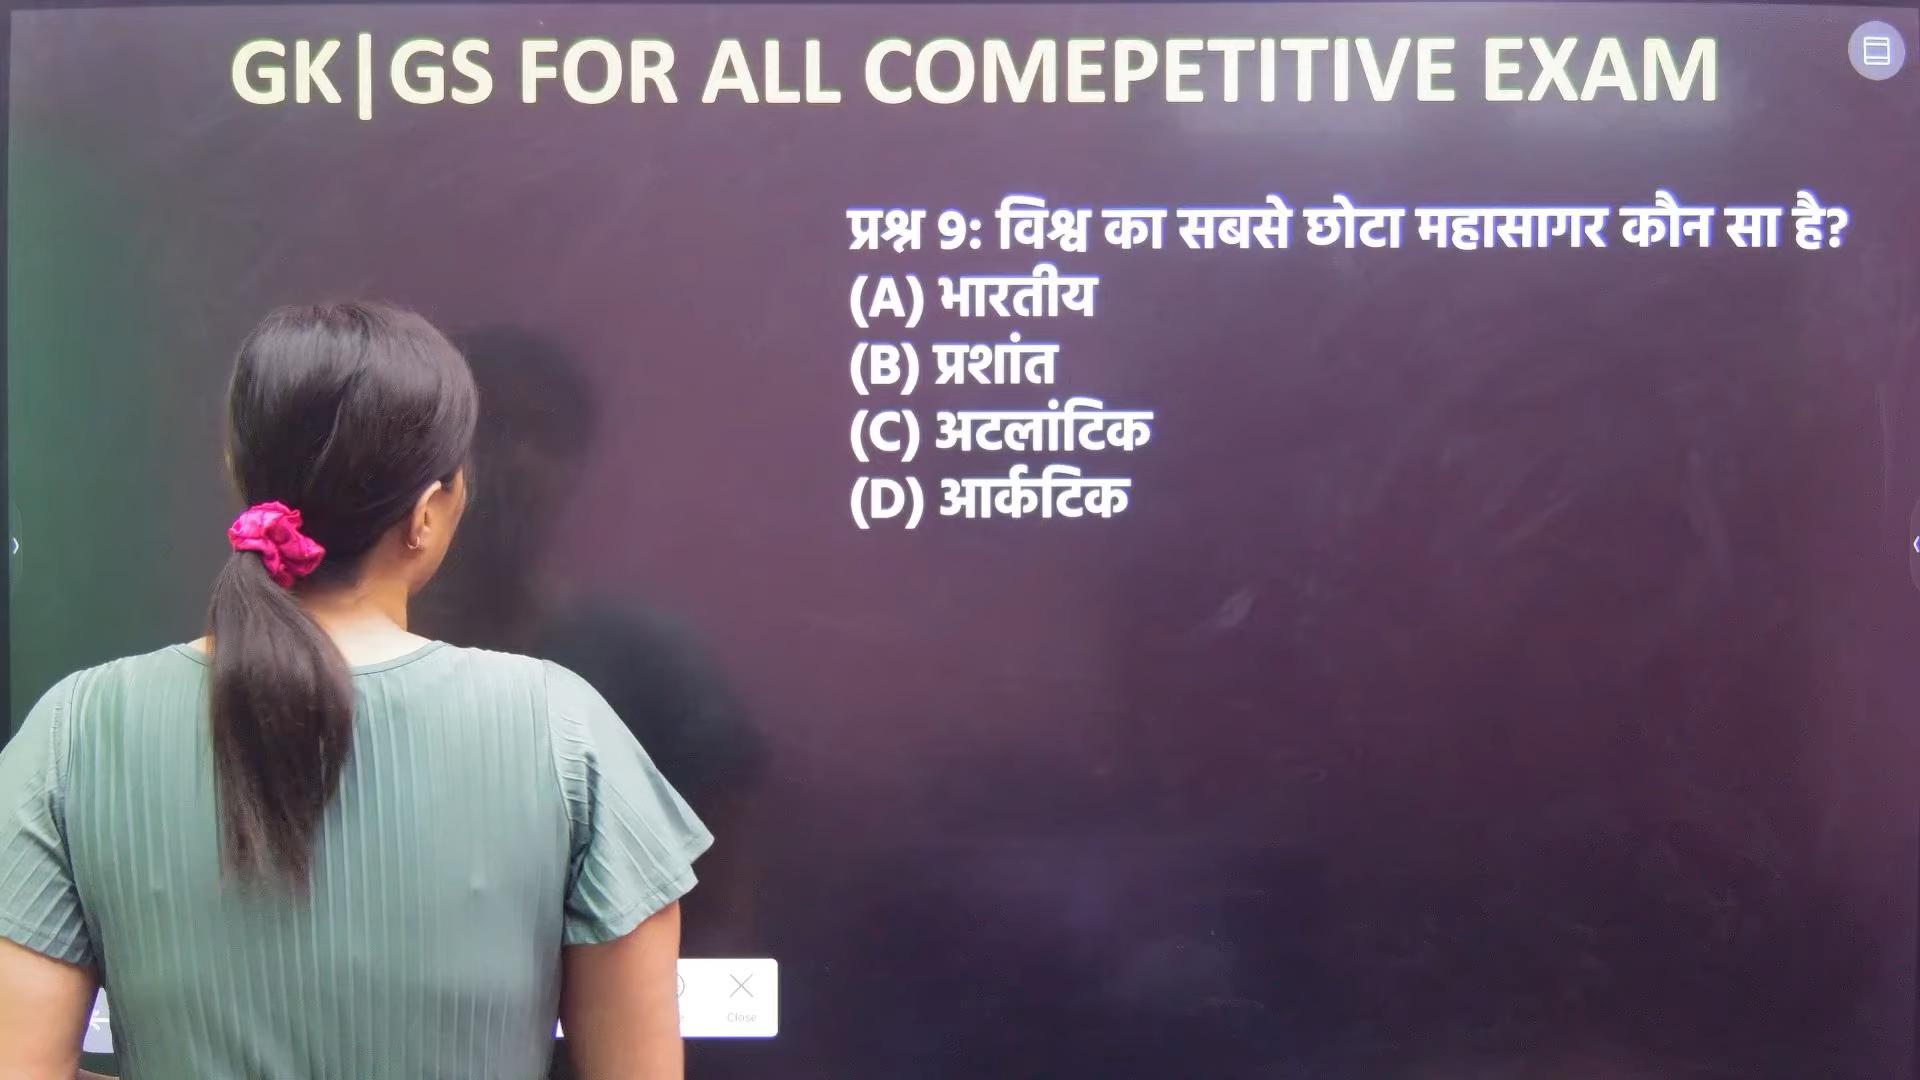 GK|GS FOR ALL COMEPETITIVE EXAM
प्रश्न 9: विश्व का सबसे छोटा महासागर कौन सा है?
(A) भारतीय
(B) प्रशांत
(C) अटलांटिक
(D) आर्कटिक
Close